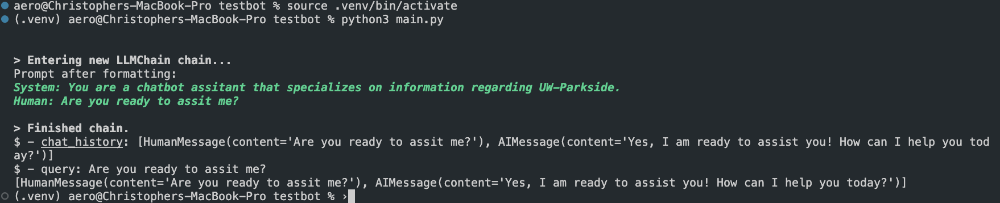 aero@Christophers-MacBook-Pro testbot % source .venv/bin/activate
(.venv) aero@Christophers-MacBook-Pro testbot % python3 main.py
> Entering new LLMChain chain...
Prompt after formatting:
System: You are a chatbot assitant that specializes on information regarding UW-Parkside.
Human: Are you ready to assit me?
> Finished chain.
$ - chat_history: [HumanMessage(content='Are you ready to assit me?'), AIMessage(content='Yes, I am ready to assist you! How can I help you tod
ay?')]
$ - query: Are you ready to assit me?
[HumanMessage(content='Are you ready to assit me?'), AIMessage(content='Yes, I am ready to assist you! How can I help you today?')]
(.venv) aero@Christophers-MacBook-Pro testbot % ›